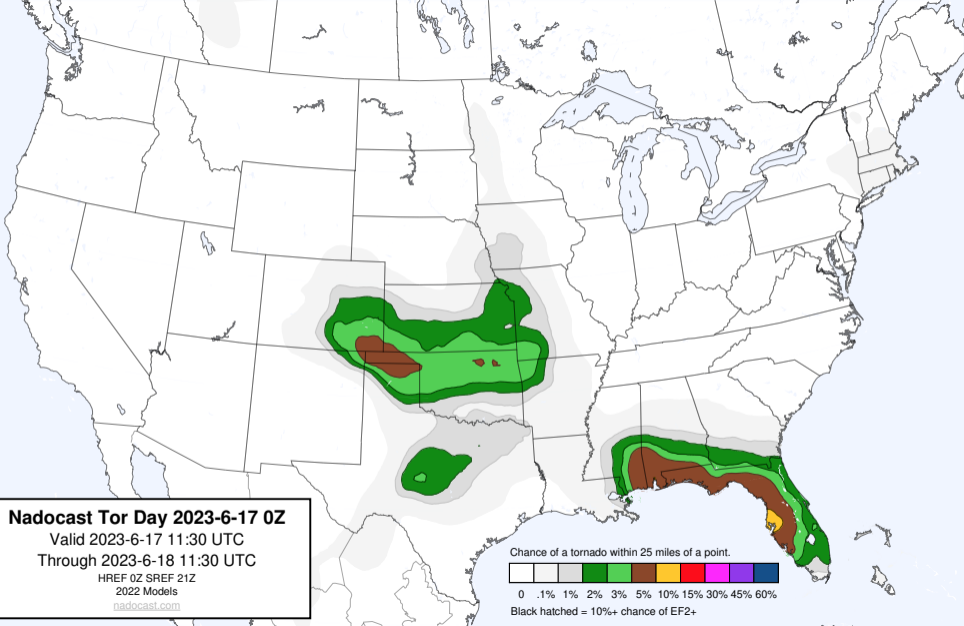 Nadocast Tor Day 2023-6-17 0Z
Valid 2023-6-17 11:30 UTC
Through 2023-6-18 11:30 UTC
HREF 0Z SREF 21Z
2022 Models
nadocast.com
Chance of a tornado within 25 miles of a point.
0 .1% 1% 2% 3% 5% 10% 15% 30% 45% 60%
Black hatched = 10%+ chance of EF2+